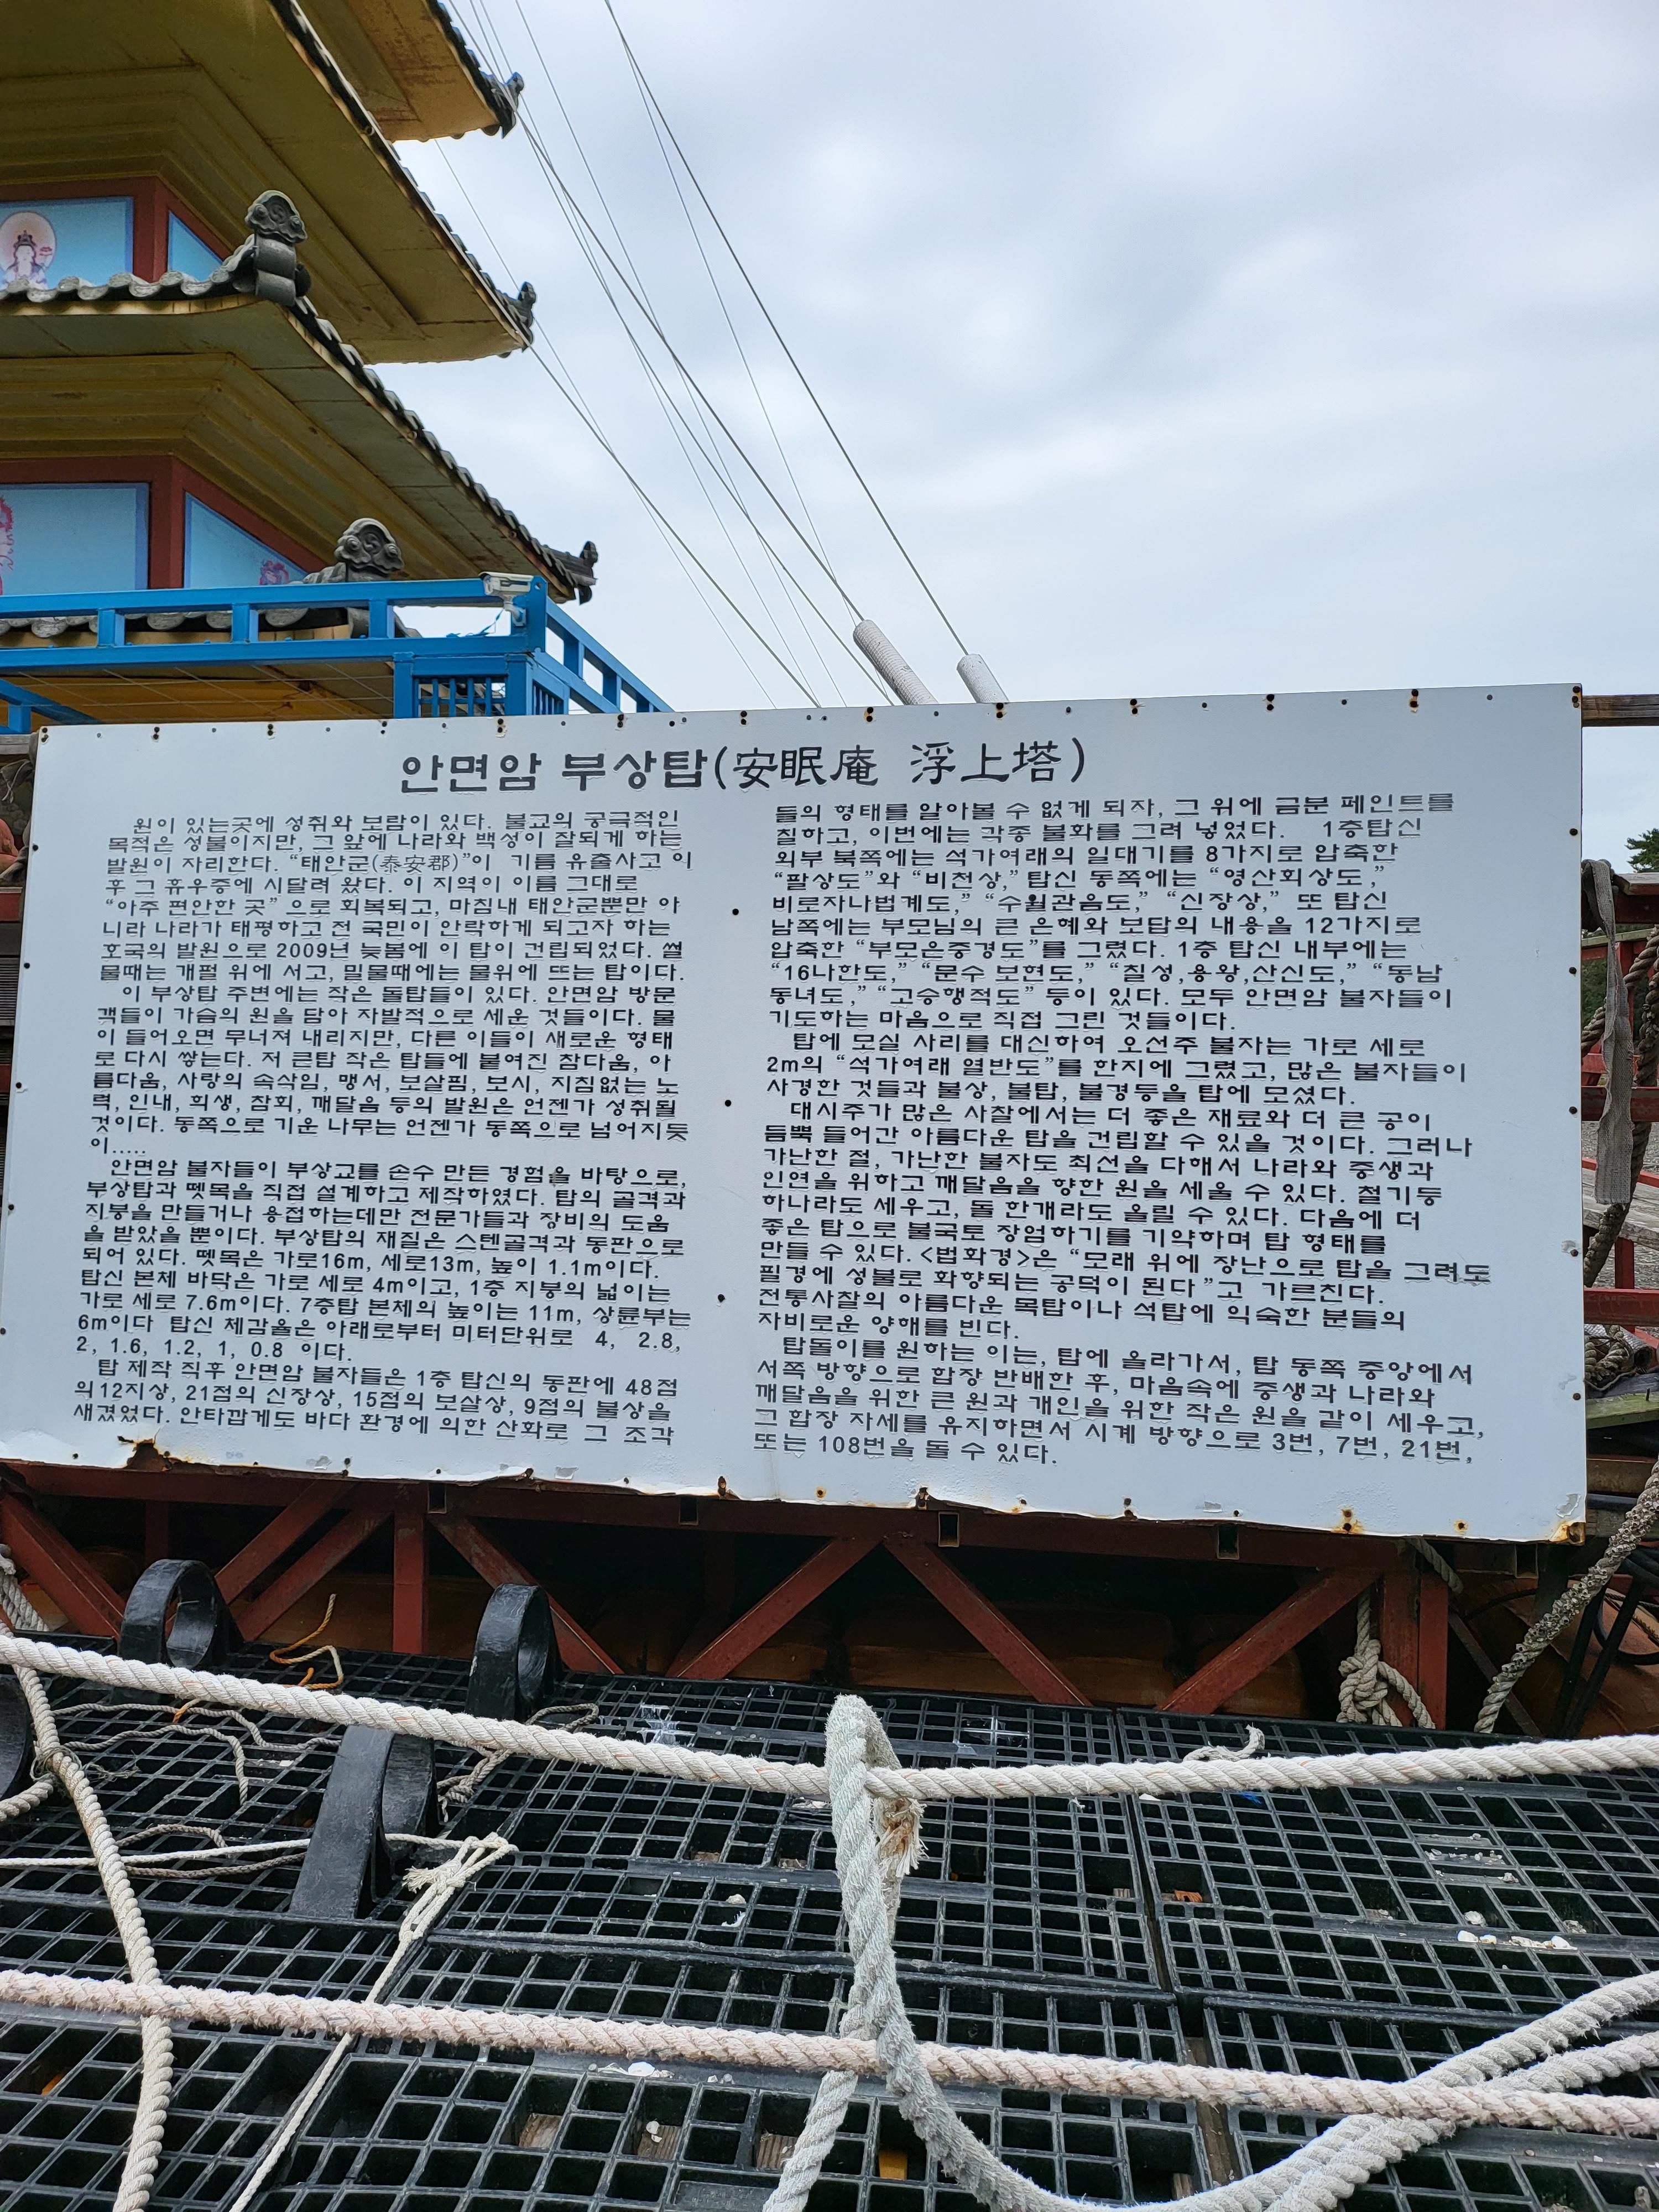 안면암 부상탑(安眠庵 浮上塔)
원이 있는곳에 성취와 보람이 있다. 불교의 궁극적인
목적은 성불이지만, 그 앞에 나라와 백성이 잘되게 하는
발원이 자리한다. “태안군(泰安郡)”이 기름 유출사고 이
후 그 휴우증에 시달려 왔다. 이 지역이 이름 그대로
“아주 편안한 곳” 으로 회복되고, 마침내 태안군뿐만 아
니라 나라가 태평하고 전 국민이 안락하게 되고자 하는
호국의 발원으로 2009년 늦봄에 이 탑이 건립되었다. 썰
물때는 개펄 위에 서고, 밀물때에는 물위에 뜨는 탑이다.
이 부상탑 주변에는 작은 돌탑들이 있다. 안면암 방문
객들이 가슴의 원을 담아 자발적으로 세운 것들이다. 물
이 들어오면 무너져 내리지만, 다른 이들이 새로운 형태
로 다시 쌓는다. 저 큰탑 작은 탑들에 붙여진 참다움, 아
름다움, 사랑의 속삭임, 맹서, 보살핌, 보시, 지침없는 노
력, 인내, 희생, 참회, 깨달음 등의 발원은 언젠가 성취될
것이다. 동쪽으로 기운 나무는 언젠가 동쪽으로 넘어지듯
이.....
안면암 불자들이 부상교를 손수 만든 경험을 바탕으로,
부상탑과 뗏목을 직접 설계하고 제작하였다. 탑의 골격과
지붕을 만들거나 용접하는데만 전문가들과 장비의 도움
을 받았을 뿐이다. 부상탑의 재질은 스텐골격과 동판으로
되어 있다. 뗏목은 가로16m, 세로13m, 높이 1.1m이다.
탑신 본체 바닥은 가로 세로 4m이고, 1층 지붕의 넓이는
가로 세로 7.6m이다. 7층탑 본체의 높이는 11m, 상륜부는
6m이다 탑신 체감율은 아래로부터 미터단위로 4, 2.8,
2, 1.6, 1.2, 1, 0.8 이다.
탑 제작 직후 안면암 불자들은 1층 탑신의 동판에 48점
의12지상, 21점의 신장상, 15점의 보살상, 9점의 불상을
새겼었다. 안타깝게도 바다 환경에 의한 산화로 그 조각
들의 형태를 알아볼 수 없게 되자, 그 위에 금분 페인트를
칠하고, 이번에는 각종 불화를 그려 넣었다. 1층탑신
외부 북쪽에는 석가여래의 일대기를 8가지로 압축한
“팔상도”와 “비천상,” 탑신 동쪽에는 “영산회상도,”
비로자나법계도,” “수월관음도,” “신장상,” 또 탑신
남쪽에는 부모님의 큰 은혜와 보답의 내용을 12가지로
압축한 “부모은중경도”를 그렸다. 1층 탑신 내부에는
“16나한도,” “문수 보현도,” “칠성,용왕,산신도,” “동남
동녀도,” “고승행적도” 등이 있다. 모두 안면암 불자들이
기도하는 마음으로 직접 그린 것들이다.
탑에 모실 사리를 대신하여 오선주 불자는 가로 세로
2m의 “석가여래 열반도”를 한지에 그렸고, 많은 불자들이
사경한 것들과 불상, 불탑, 불경등을 탑에 모셨다.
대시주가 많은 사찰에서는 더 좋은 재료와 더 큰 공이
듬뿍 들어간 아름다운 탑을 건립할 수 있을 것이다. 그러나
가난한 절, 가난한 불자도 최선을 다해서 나라와 중생과
인연을 위하고 깨달음을 향한 원을 세울 수 있다. 철기둥
하나라도 세우고, 돌 한개라도 올릴 수 있다. 다음에 더
좋은 탑으로 불국토 장엄하기를 기약하며 탑 형태를
만들 수 있다. <법화경>은 “모래 위에 장난으로 탑을 그려도
필경에 성불로 화향되는 공덕이 된다 ”고 가르친다.
전통사찰의 아름다운 목탑이나 석탑에 익숙한 분들의
자비로운 양해를 빈다.
탑돌이를 원하는 이는, 탑에 올라가서, 탑 동쪽 중앙에서
서쪽 방향으로 합장 반배한 후, 마음속에 중생과 나라와
깨달음을 위한 큰 원과 개인을 위한 작은 원을 같이 세우고,
그 합장 자세를 유지하면서 시계 방향으로 3번, 7번, 21번,
또는 108번을 돌 수 있다.